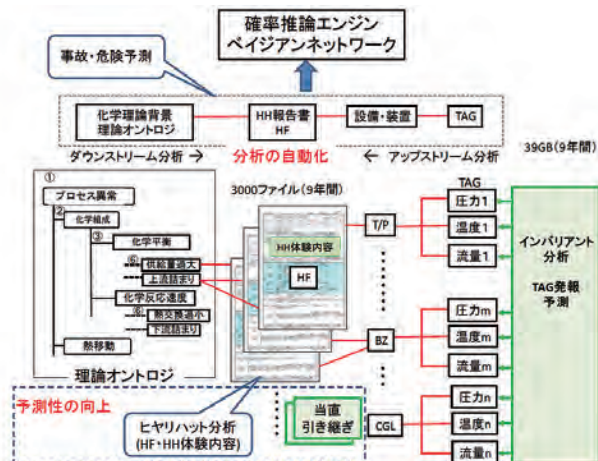 確率推論エンジン
ベイジアンネットワーク
事故・危険予測
化学理論背景
理論オントロジ
HH報告書
HF
設備・装置
TAG
ダウンストリーム分析 →
分析の自動化
← アップストリーム分析
39GB(9年間)
①
プロセス異常
②
化学組成
③
化学平衡
⑤
供給量過大
上流詰まり
化学反応速度
⑥
熱交換過小
下流詰まり
熱移動
理論オントロジ
3000ファイル(9年間)
HH体験内容
HF
T/P
BZ
CGL
TAG
圧力1
温度1
流量1
圧力m
温度m
流量m
圧力n
温度n
流量n
インバリアント
分析
TAG発報
予測
予測性の向上
ヒヤリハット分析
(HF・HH体験内容)
当直
引き継ぎ